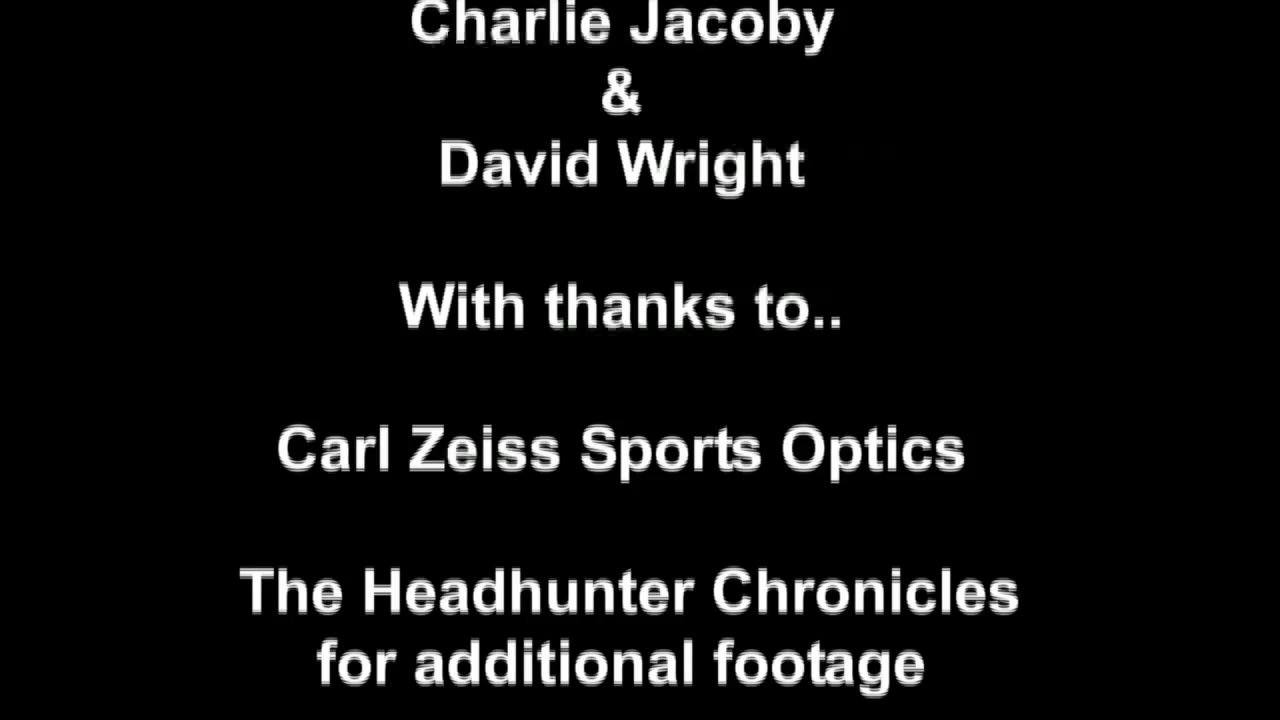 Charlie Jacoby
&
David Wright
With thanks to..
Carl Zeiss Sports Optics
The Headhunter Chronicles
for additional footage